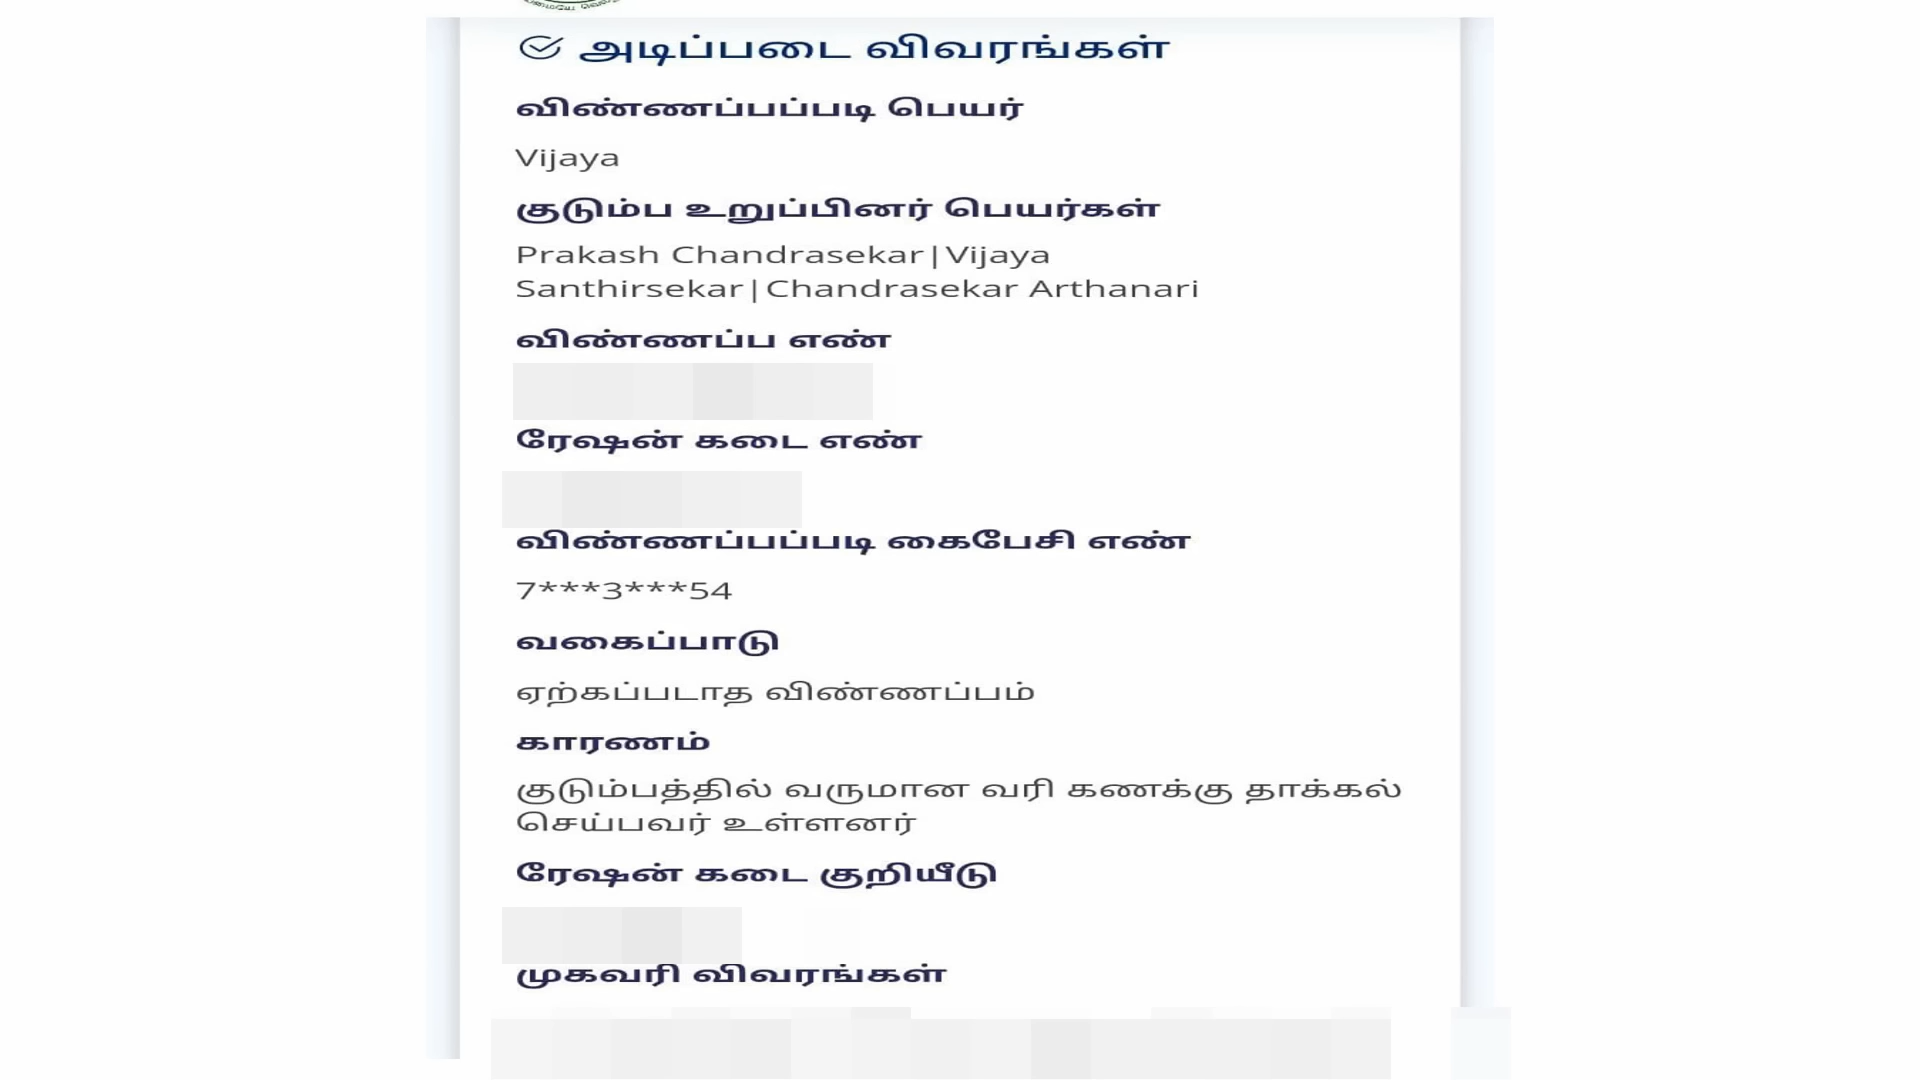 அடிப்படை விவரங்கள்
விண்ணப்பப்படி பெயர்
Vijaya
குடும்ப உறுப்பினர் பெயர்கள்
Prakash Chandrasekar|Vijaya
Santhirsekar|Chandrasekar Arthanari
விண்ணப்ப எண்
ரேஷன் கடை எண்
விண்ணப்பப்படி கைபேசி எண்
7***3***54
வகைப்பாடு
ஏற்கப்படாத விண்ணப்பம்
காரணம்
குடும்பத்தில் வருமான வரி கணக்கு தாக்கல்
செய்பவர் உள்ளனர்
ரேஷன் கடை குறியீடு
முகவரி விவரங்கள்